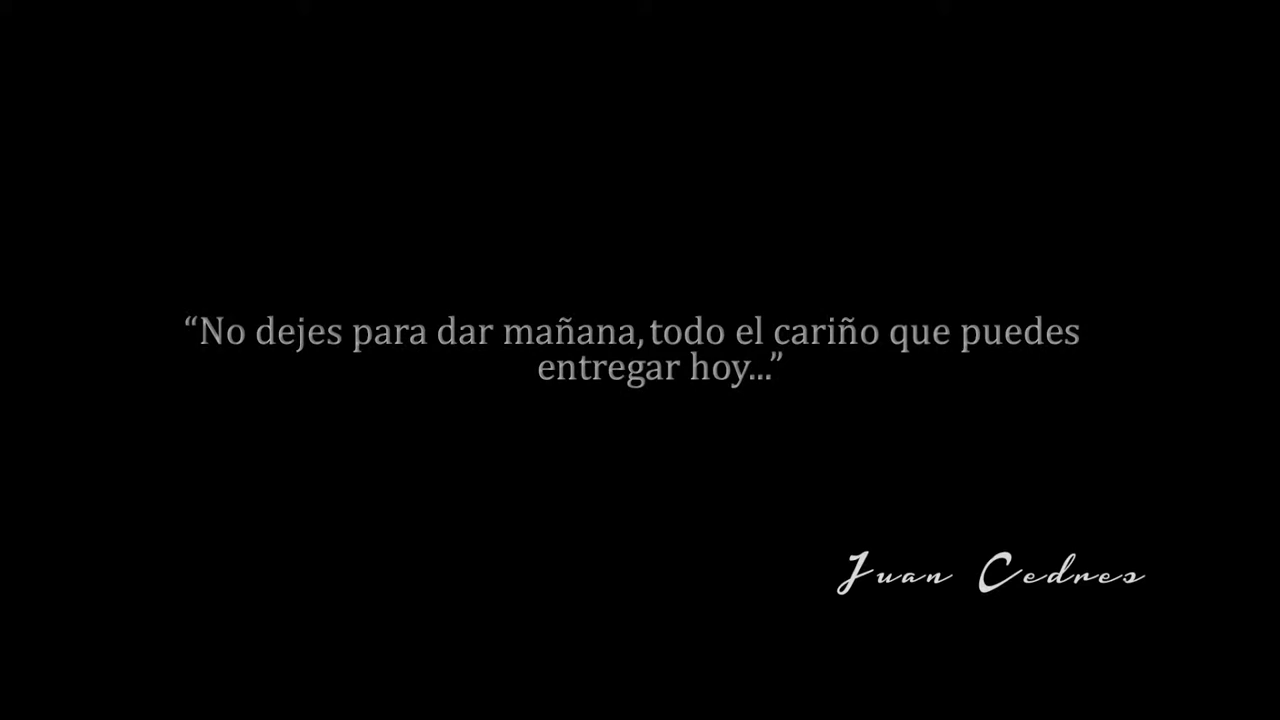 “No dejes para dar mañana, todo el cariño que puedes
entregar hoy...”
Juan Cedres